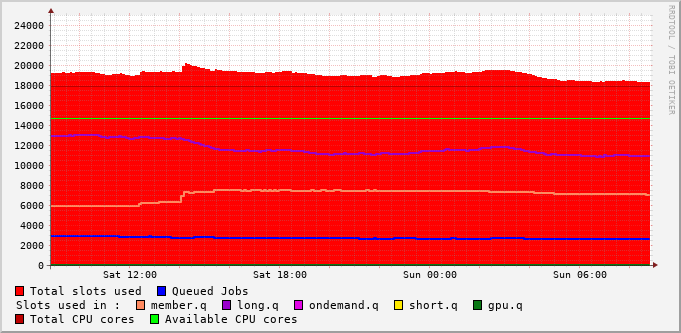 24000
22000
20000
18000
16000
14000
12000
10000
8000
6000
4000
2000
0
Sat 12:00 Sat 18:00 Sun 00:00 Sun 06:00
RRDTOOL / TOBI OETIKER
Total slots used Queued Jobs
Slots used in : member.q long.q ondemand.q short.q gpu.q
Total CPU cores Available CPU cores